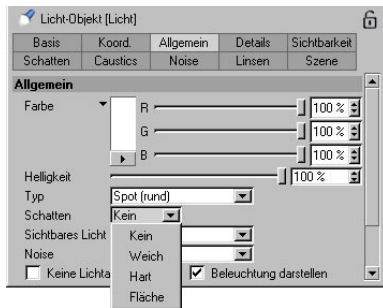 Licht-Objekt [Licht]
Basis Koord. Allgemein Details Sichtbarkeit
Schatten Caustics Noise Linsen Szene
Allgemein
Farbe R 100 %
G 100 %
B 100 %
Helligkeit 100 %
Typ Spot (rund)
Schatten Kein
Sichtbares Licht Kein
Noise Weich
Keine Lichta Hart Beleuchtung darstellen
Fläche